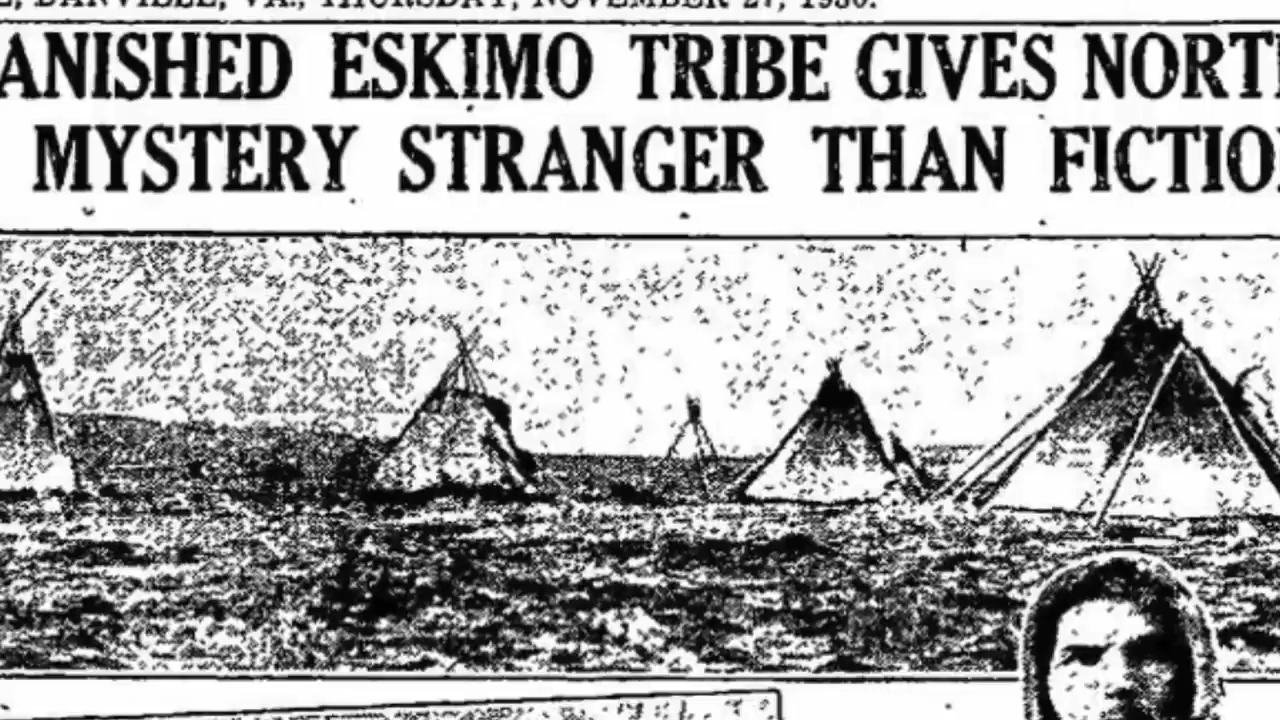 DANVILLE, VA., THURSDAY, NOVEMBER 27, 1930.
ANISHED ESKIMO TRIBE GIVES NORT
MYSTERY STRANGER THAN FICTIO